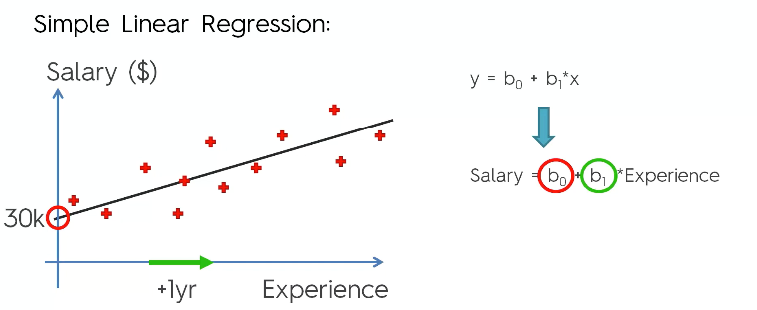 Simple Linear Regression:
Salary ($)
30k
+1yr
Experience
y = b₀ + b₁*x
Salary = b₀ + b₁*Experience